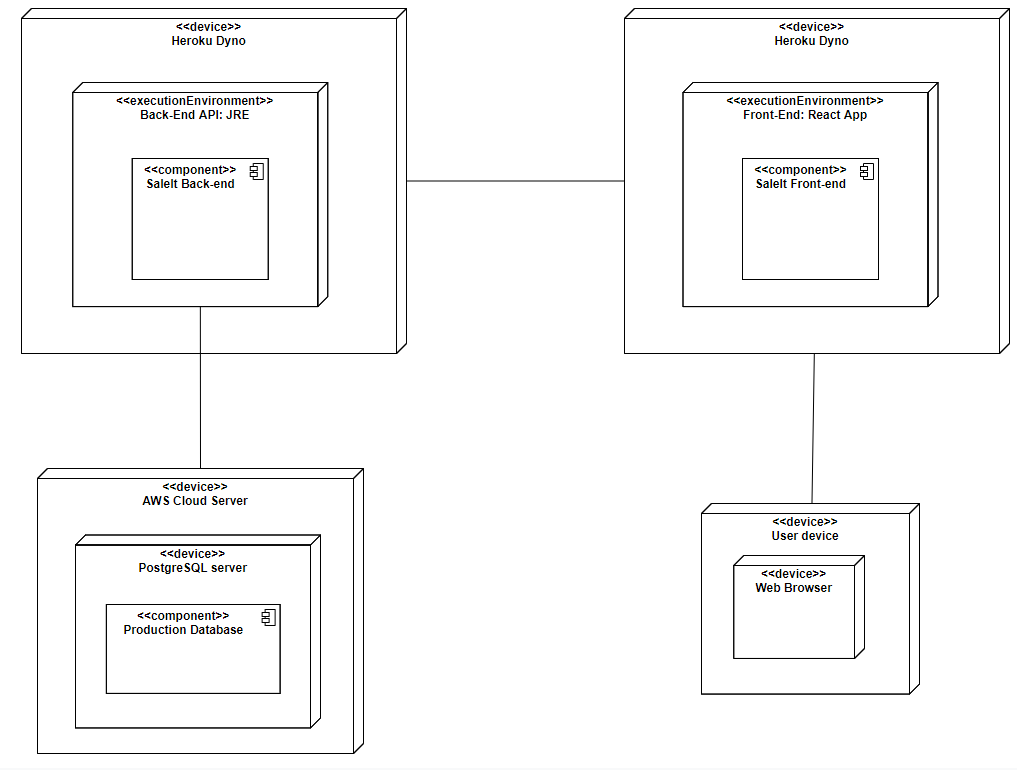 <<device>>
Heroku Dyno
<<executionEnvironment>>
Back-End API: JRE
<<component>>
SaleIt Back-end
<<device>>
Heroku Dyno
<<executionEnvironment>>
Front-End: React App
<<component>>
SaleIt Front-end
<<device>>
AWS Cloud Server
<<device>>
PostgreSQL server
<<component>>
Production Database
<<device>>
User device
<<device>>
Web Browser